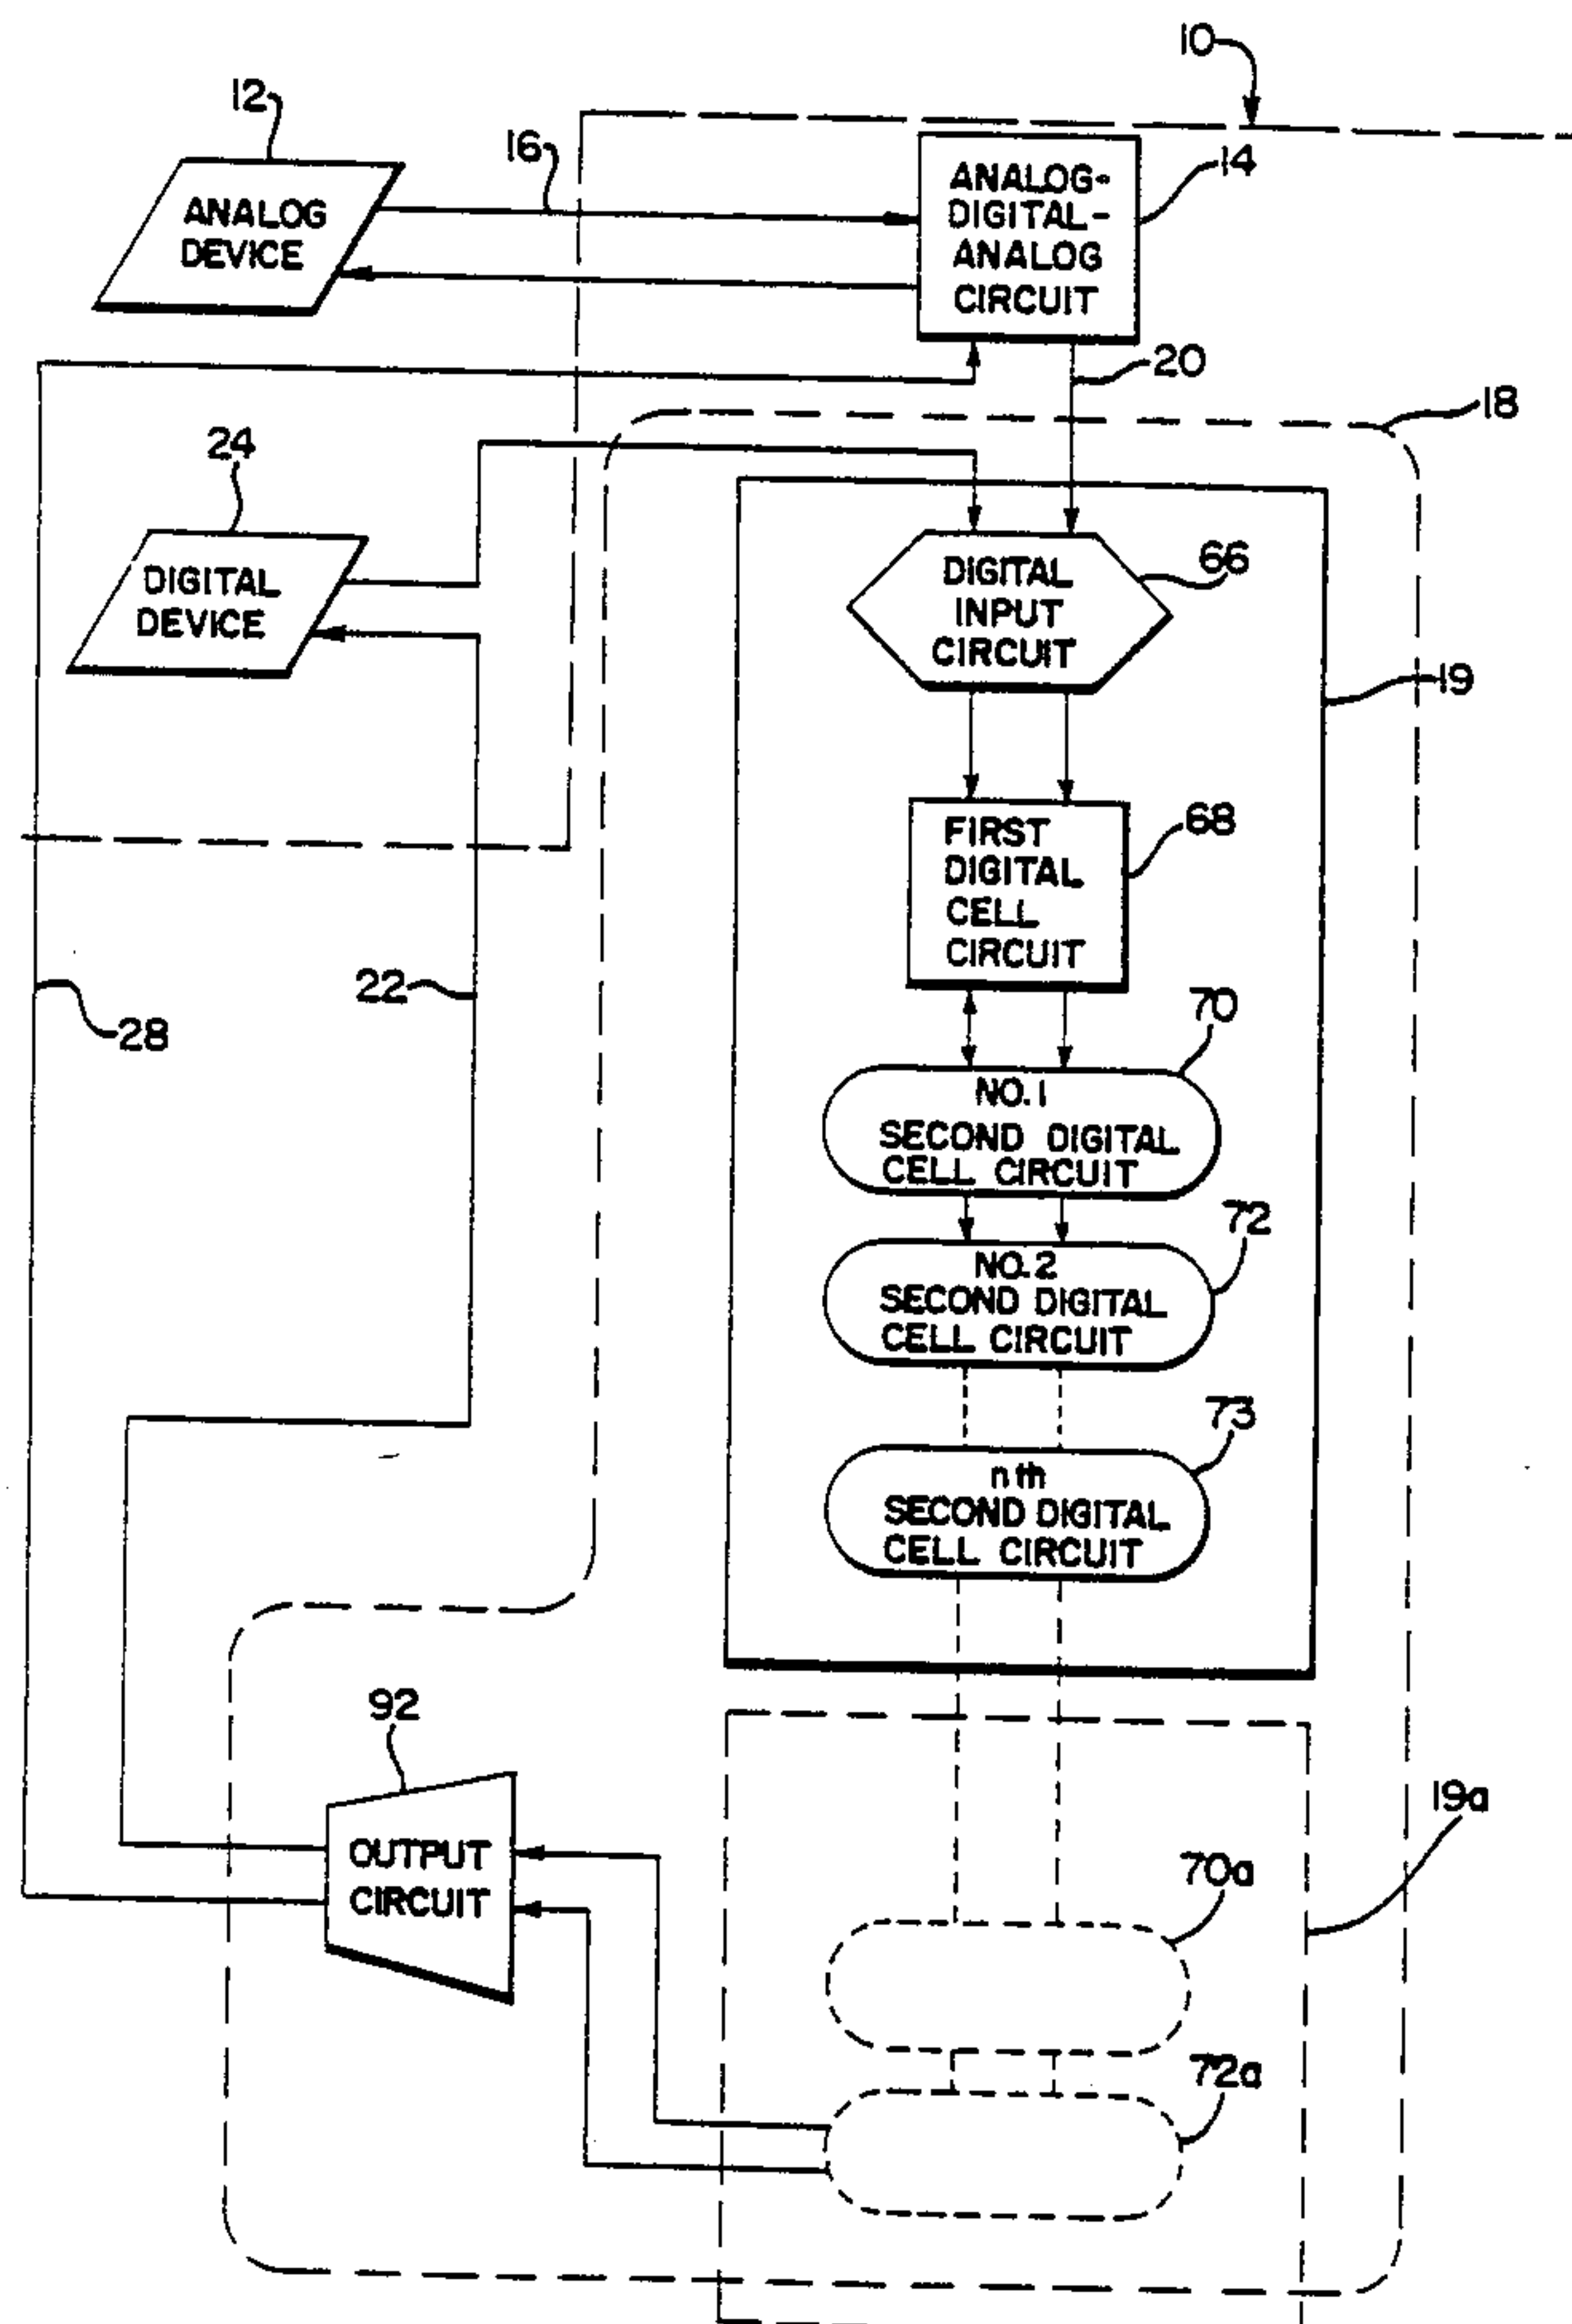 10
12
16
ANALOG
DEVICE
ANALOG-
DIGITAL-
ANALOG
CIRCUIT
14
20
18
24
DIGITAL
DEVICE
DIGITAL
INPUT
CIRCUIT
66
19
FIRST
DIGITAL
CELL
CIRCUIT
68
22
28
70
NO. 1
SECOND DIGITAL
CELL CIRCUIT
72
NO. 2
SECOND DIGITAL
CELL CIRCUIT
73
nth
SECOND DIGITAL
CELL CIRCUIT
92
OUTPUT
CIRCUIT
19a
70a
72a